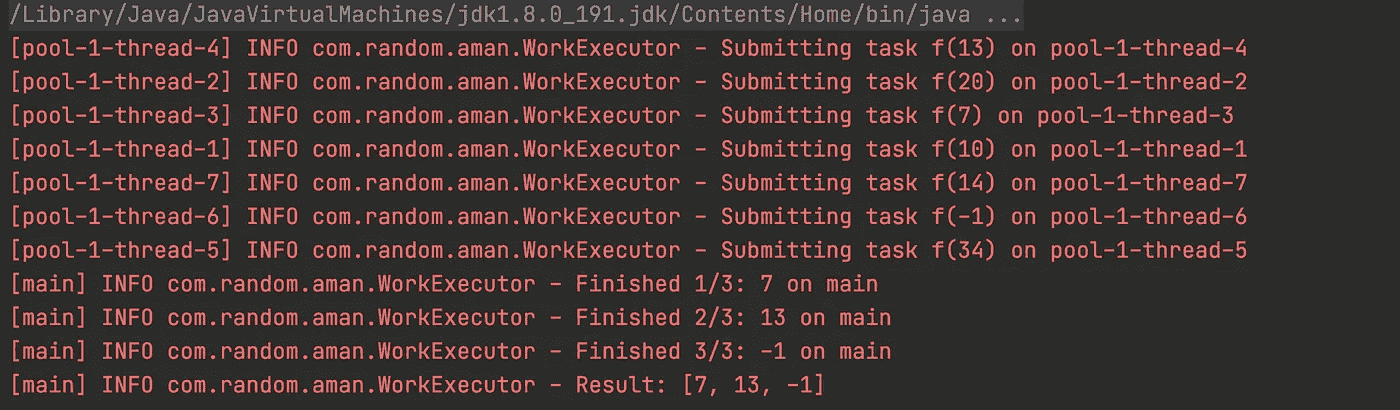 /Library/Java/JavaVirtualMachines/jdk1.8.0_191.jdk/Contents/Home/bin/java ...
[pool-1-thread-4] INFO com.random.aman.WorkExecutor - Submitting task f(13) on pool-1-thread-4
[pool-1-thread-2] INFO com.random.aman.WorkExecutor - Submitting task f(20) on pool-1-thread-2
[pool-1-thread-3] INFO com.random.aman.WorkExecutor - Submitting task f(7) on pool-1-thread-3
[pool-1-thread-1] INFO com.random.aman.WorkExecutor - Submitting task f(10) on pool-1-thread-1
[pool-1-thread-7] INFO com.random.aman.WorkExecutor - Submitting task f(14) on pool-1-thread-7
[pool-1-thread-6] INFO com.random.aman.WorkExecutor - Submitting task f(-1) on pool-1-thread-6
[pool-1-thread-5] INFO com.random.aman.WorkExecutor - Submitting task f(34) on pool-1-thread-5
[main] INFO com.random.aman.WorkExecutor - Finished 1/3: 7 on main
[main] INFO com.random.aman.WorkExecutor - Finished 2/3: 13 on main
[main] INFO com.random.aman.WorkExecutor - Finished 3/3: -1 on main
[main] INFO com.random.aman.WorkExecutor - Result: [7, 13, -1]